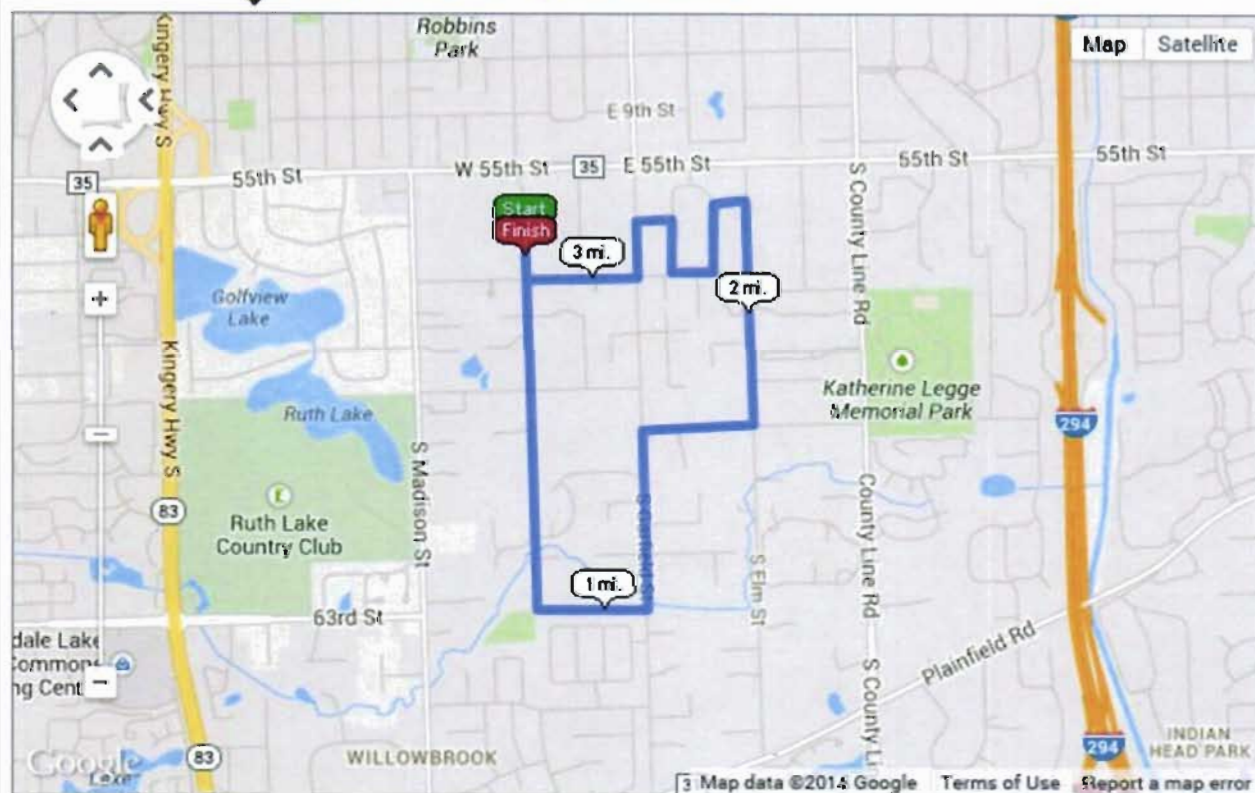 Robbins
Park
Map
Satellite
Kingery Hwy S
E 9th St
35
55th St
W 55th St
35
E 55th St
55th St
55th St
S County Line Rd
Start
Finish
3 mi.
2 mi.
Golfview
Lake
Kingery Hwy S
Ruth Lake
Katherine Legge
Memorial Park
294
S Madison St
83
Ruth Lake
Country Club
County Line Rd
S Elm St
1 mi.
63rd St
dale Lake
Commons
ng Cent
Plainfield Rd
S County Li
WILLOWBROOK
INDIAN
HEAD PARK
83
294
Google
Lake
3
Map data ©2014 Google
Terms of Use
Report a map error